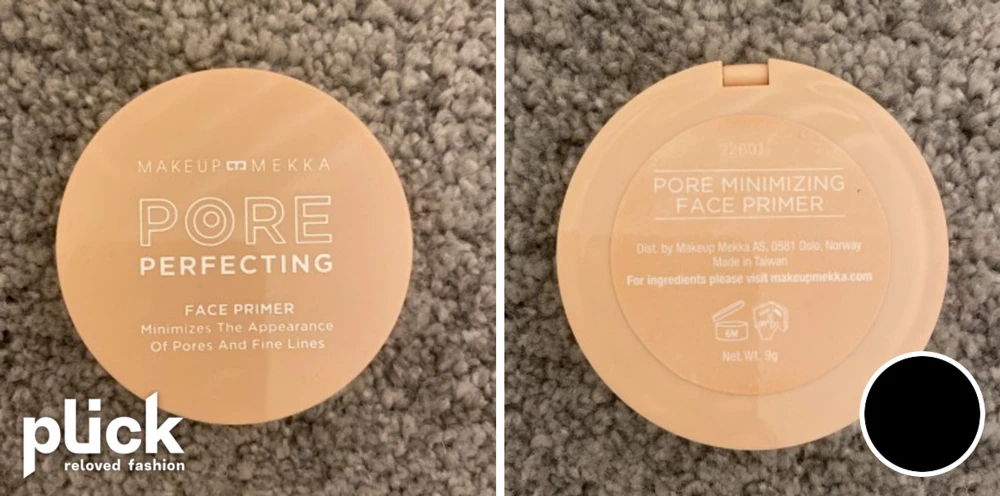 MAKEUP MEKKA
PORE
PERFECTING
FACE PRIMER
Minimizes The Appearance
Of Pores And Fine Lines
plick
reloved fashion
22601
PORE MINIMIZING
FACE PRIMER
Dist. by Makeup Mekka AS, 0581 Oslo, Norway
Made in Taiwan
For ingredients please visit makeupmekka.com
6M
Net. Wt. 9g